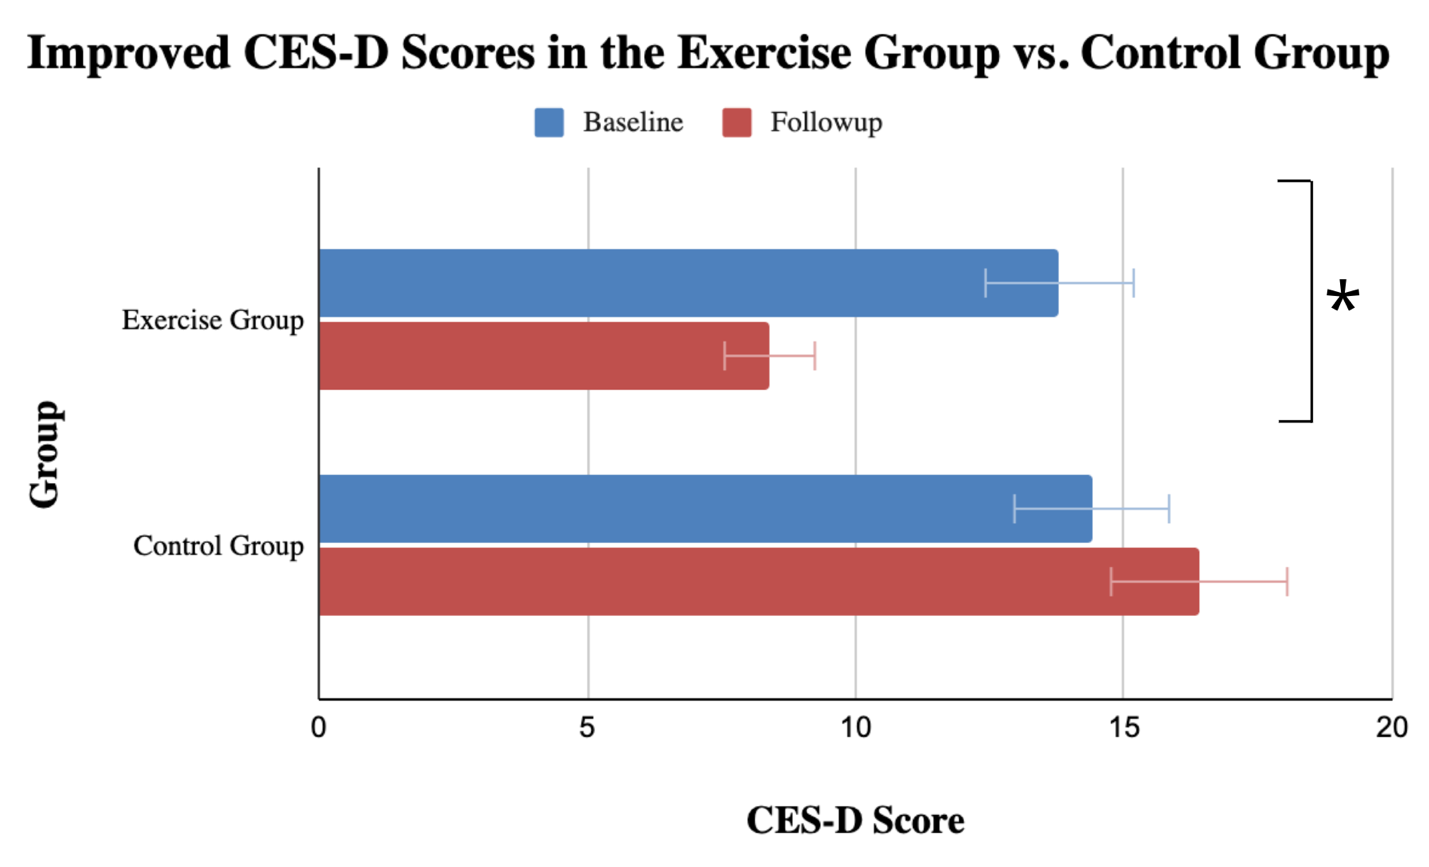 Improved CES-D Scores in the Exercise Group vs. Control Group
Baseline Followup
Exercise Group
*
Group
Control Group
0 5 10 15 20
CES-D Score